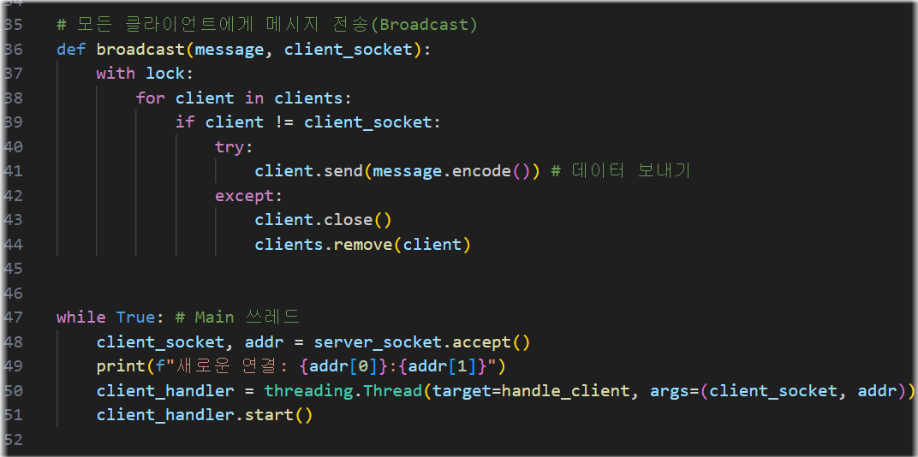 35 # 모든 클라이언트에게 메시지 전송(Broadcast)
36 def broadcast(message, client_socket):
37     with lock:
38         for client in clients:
39             if client != client_socket:
40                 try:
41                     client.send(message.encode()) # 데이터 보내기
42                 except:
43                     client.close()
44                     clients.remove(client)
45
46
47 while True: # Main 쓰레드
48     client_socket, addr = server_socket.accept()
49     print(f"새로운 연결: {addr[0]}:{addr[1]}")
50     client_handler = threading.Thread(target=handle_client, args=(client_socket, addr))
51     client_handler.start()
52